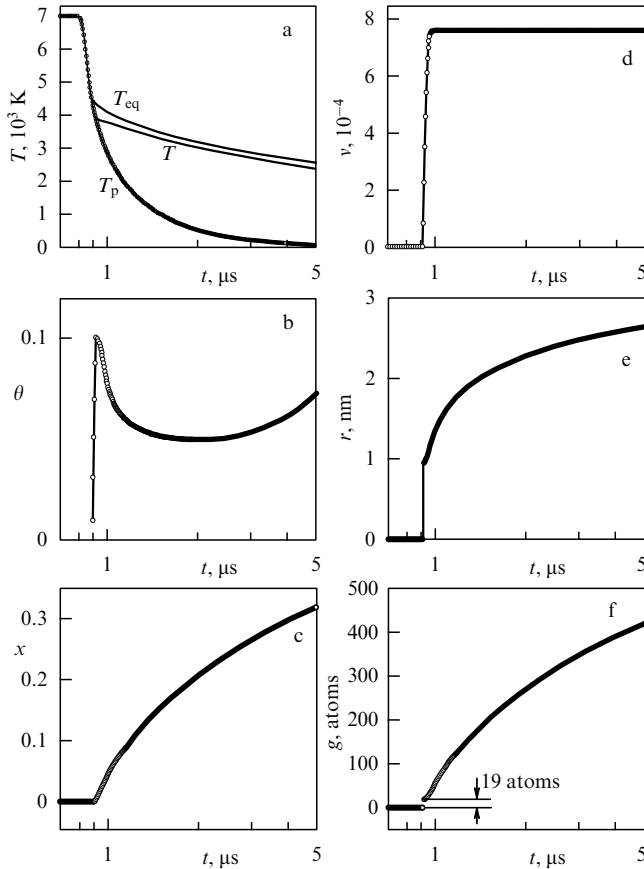 7
6
5
4
3
2
1
0
T, 10³ K
a
T_eq
T
T_p
1
t, μs
5
8
6
4
2
0
ν, 10⁻⁴
d
1
t, μs
5
0.1
0
θ
b
1
t, μs
5
3
2
1
0
r, nm
e
1
t, μs
5
0.3
0.2
0.1
0
x
c
1
t, μs
5
500
400
300
200
100
0
g, atoms
f
19 atoms
1
t, μs
5